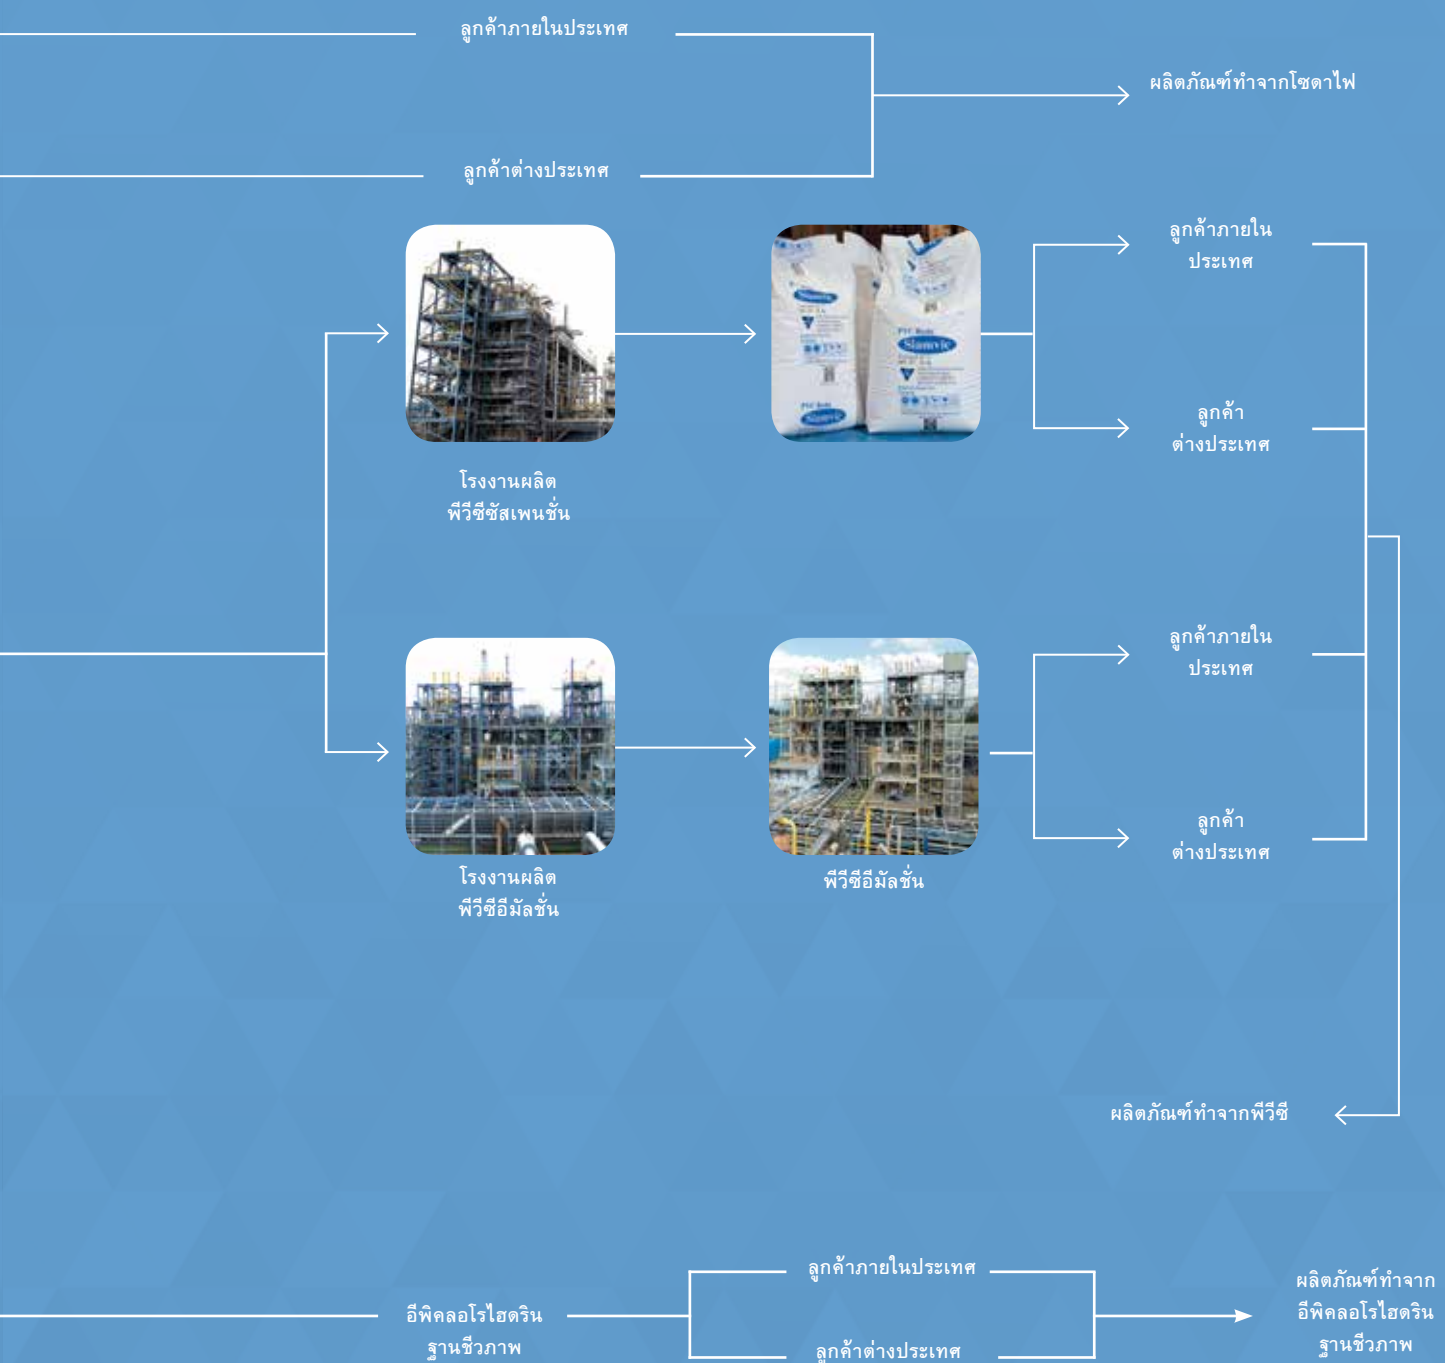 ลูกค้าภายในประเทศ
ผลิตภัณฑ์ทำจากโซดาไฟ
ลูกค้าต่างประเทศ
ลูกค้าภายใน
ประเทศ
PVC Resin
Siamvic
ลูกค้า
ต่างประเทศ
โรงงานผลิต
พีวีซีซัสเพนชั่น
ลูกค้าภายใน
ประเทศ
ลูกค้า
ต่างประเทศ
โรงงานผลิต
พีวีซีอีมัลชั่น
พีวีซีอีมัลชั่น
ผลิตภัณฑ์ทำจากพีวีซี
อีพิคลอโรไฮดริน
ฐานชีวภาพ
ลูกค้าภายในประเทศ
ลูกค้าต่างประเทศ
ผลิตภัณฑ์ทำจาก
อีพิคลอโรไฮดริน
ฐานชีวภาพ